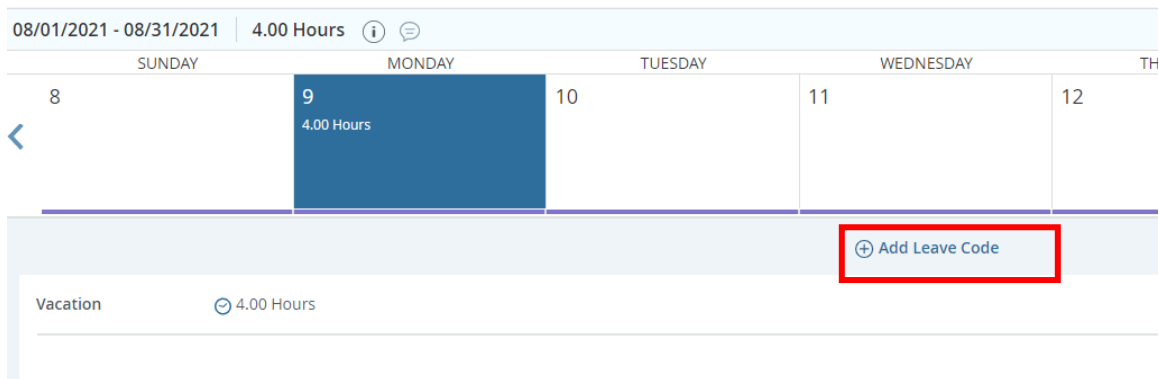 08/01/2021 - 08/31/2021 4.00 Hours
SUNDAY MONDAY TUESDAY WEDNESDAY TH
8 9 10 11 12
4.00 Hours
Add Leave Code
Vacation 4.00 Hours